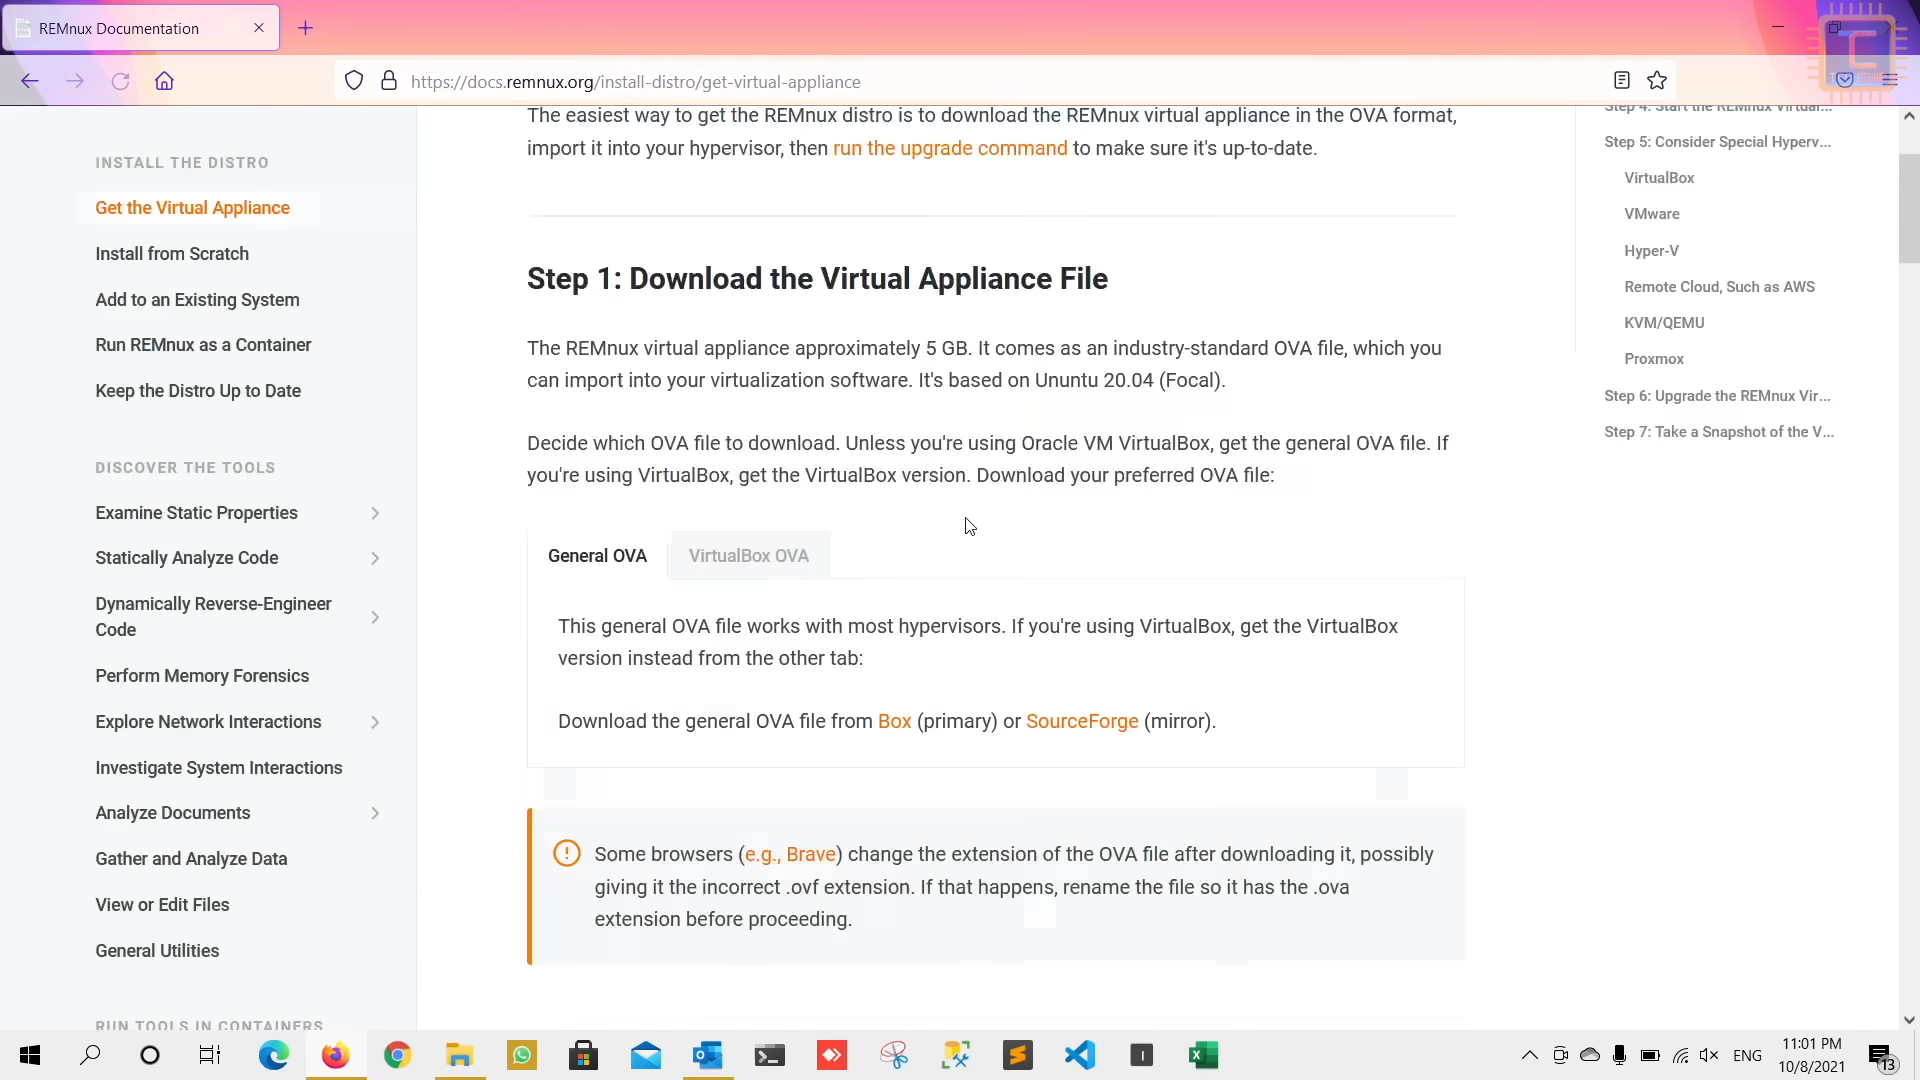 REMnux Documentation
https://docs.remnux.org/install-distro/get-virtual-appliance
INSTALL THE DISTRO
Get the Virtual Appliance
Install from Scratch
Add to an Existing System
Run REMnux as a Container
Keep the Distro Up to Date
DISCOVER THE TOOLS
Examine Static Properties
Statically Analyze Code
Dynamically Reverse-Engineer
Code
Perform Memory Forensics
Explore Network Interactions
Investigate System Interactions
Analyze Documents
Gather and Analyze Data
View or Edit Files
General Utilities
RUN TOOLS IN CONTAINERS
The easiest way to get the REMnux distro is to download the REMnux virtual appliance in the OVA format,
import it into your hypervisor, then run the upgrade command to make sure it's up-to-date.
Step 1: Download the Virtual Appliance File
The REMnux virtual appliance approximately 5 GB. It comes as an industry-standard OVA file, which you
can import into your virtualization software. It's based on Ununtu 20.04 (Focal).
Decide which OVA file to download. Unless you're using Oracle VM VirtualBox, get the general OVA file. If
you're using VirtualBox, get the VirtualBox version. Download your preferred OVA file:
General OVA
VirtualBox OVA
This general OVA file works with most hypervisors. If you're using VirtualBox, get the VirtualBox
version instead from the other tab:
Download the general OVA file from Box (primary) or SourceForge (mirror).
Some browsers (e.g., Brave) change the extension of the OVA file after downloading it, possibly
giving it the incorrect .ovf extension. If that happens, rename the file so it has the .ova
extension before proceeding.
Step 4: Start the REMnux Virtual...
Step 5: Consider Special Hyperv...
VirtualBox
VMware
Hyper-V
Remote Cloud, Such as AWS
KVM/QEMU
Proxmox
Step 6: Upgrade the REMnux Vir...
Step 7: Take a Snapshot of the V...
ENG
11:01 PM
10/8/2021
13